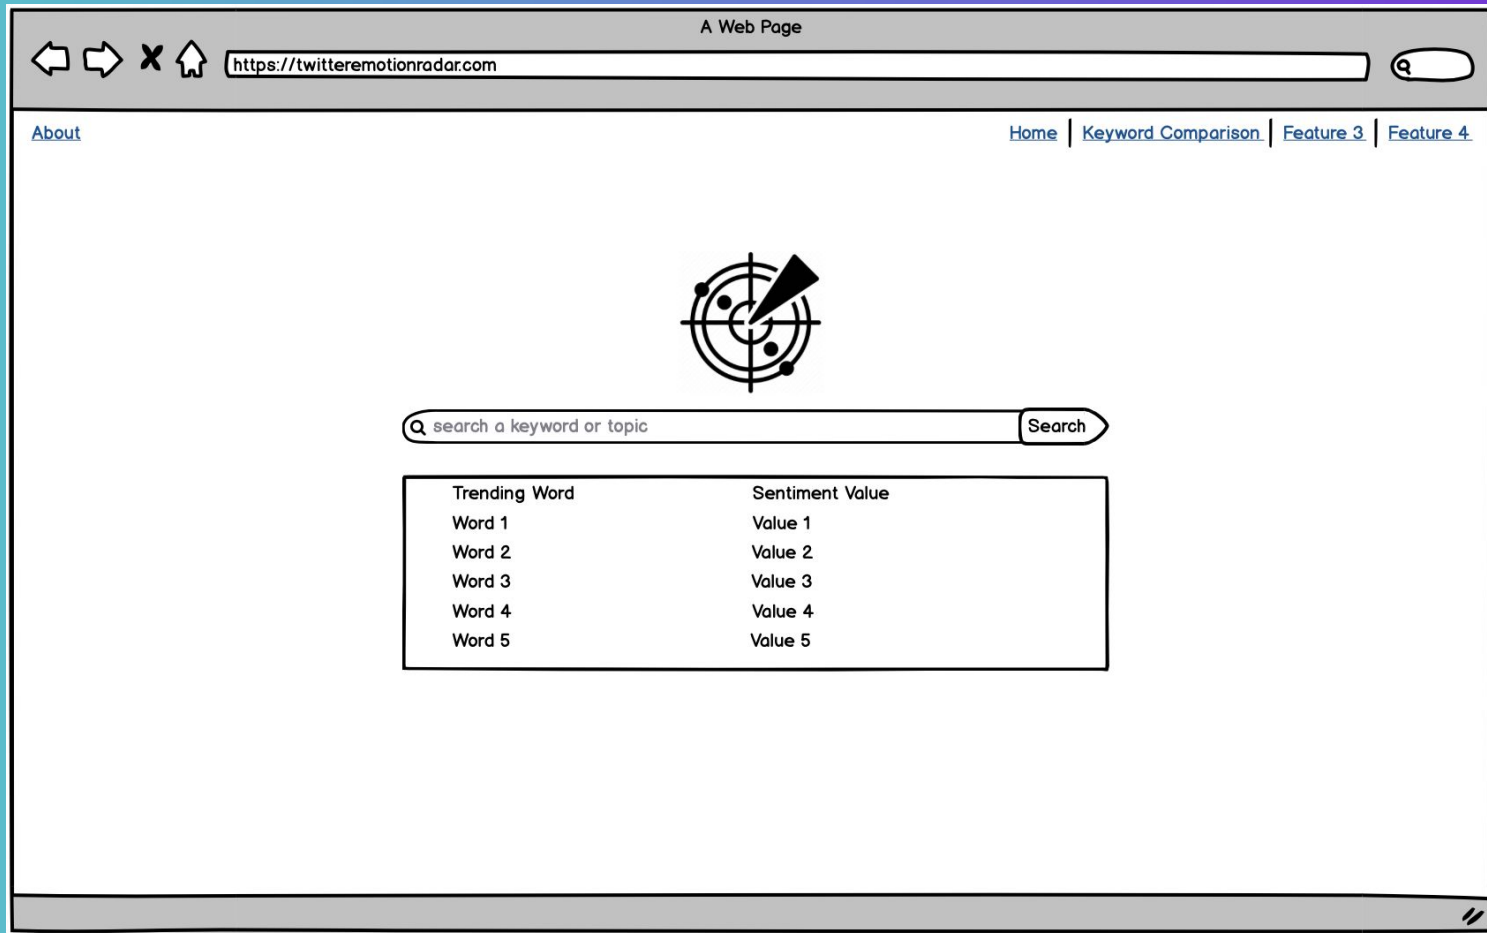 A Web Page
https://twitteremotionradar.com
About Home Keyword Comparison Feature 3 Feature 4
search a keyword or topic Search
Trending Word Sentiment Value
Word 1 Value 1
Word 2 Value 2
Word 3 Value 3
Word 4 Value 4
Word 5 Value 5